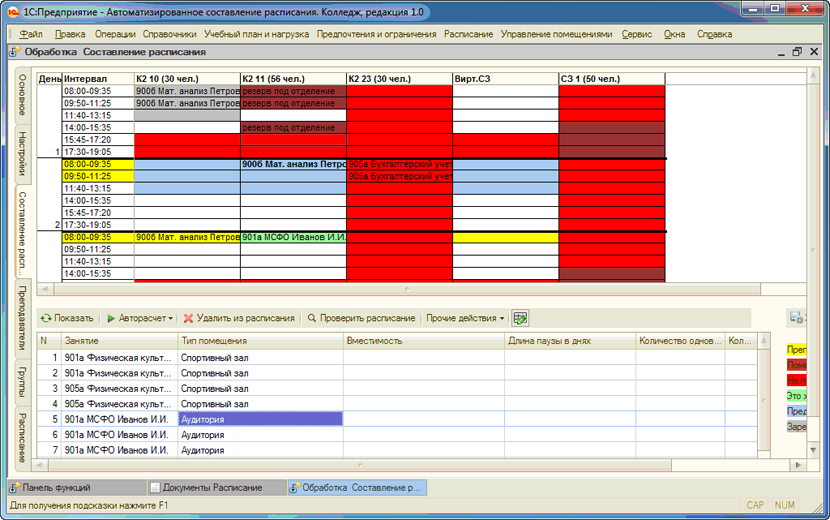 1С:Предприятие - Автоматизированное составление расписания. Колледж, редакция 1.0
Файл Правка Операции Справочники Учебный план и нагрузка Предпочтения и ограничения Расписание Управление помещениями Сервис Окна Справка
Обработка Составление расписания
Основное
Настройки
Составление расп...
Преподаватели
Группы
Расписание
День Интервал К2 10 (30 чел.) К2 11 (56 чел.) К2 23 (30 чел.) Вирт.СЗ СЗ 1 (50 чел.)
08:00-09:35 900б Мат. анализ Петров резерв под отделение
09:50-11:25 900б Мат. анализ Петров резерв под отделение
11:40-13:15
14:00-15:35 резерв под отделение
15:45-17:20
1 17:30-19:05
08:00-09:35 900б Мат. анализ Петро 905а Бухгалтерский учет
09:50-11:25 905а Бухгалтерский учет
11:40-13:15
14:00-15:35
15:45-17:20
2 17:30-19:05
08:00-09:35 900б Мат. анализ Петров 901а МСФО Иванов И.И.
09:50-11:25
11:40-13:15
14:00-15:35
Показать Авторасчет Удалить из расписания Проверить расписание Прочие действия
N Занятие Тип помещения Вместимость Длина паузы в днях Количество однов... Кол...
1 901а Физическая культ... Спортивный зал
2 901а Физическая культ... Спортивный зал
3 905а Физическая культ... Спортивный зал
4 905а Физическая культ... Спортивный зал
5 901а МСФО Иванов И.И. Аудитория
6 901а МСФО Иванов И.И. Аудитория
7 901а МСФО Иванов И.И. Аудитория
Преп
Поме
Не п
Это ж
Пред
Заре
Панель функций Документы Расписание Обработка Составление р...
Для получения подсказки нажмите F1 CAP NUM